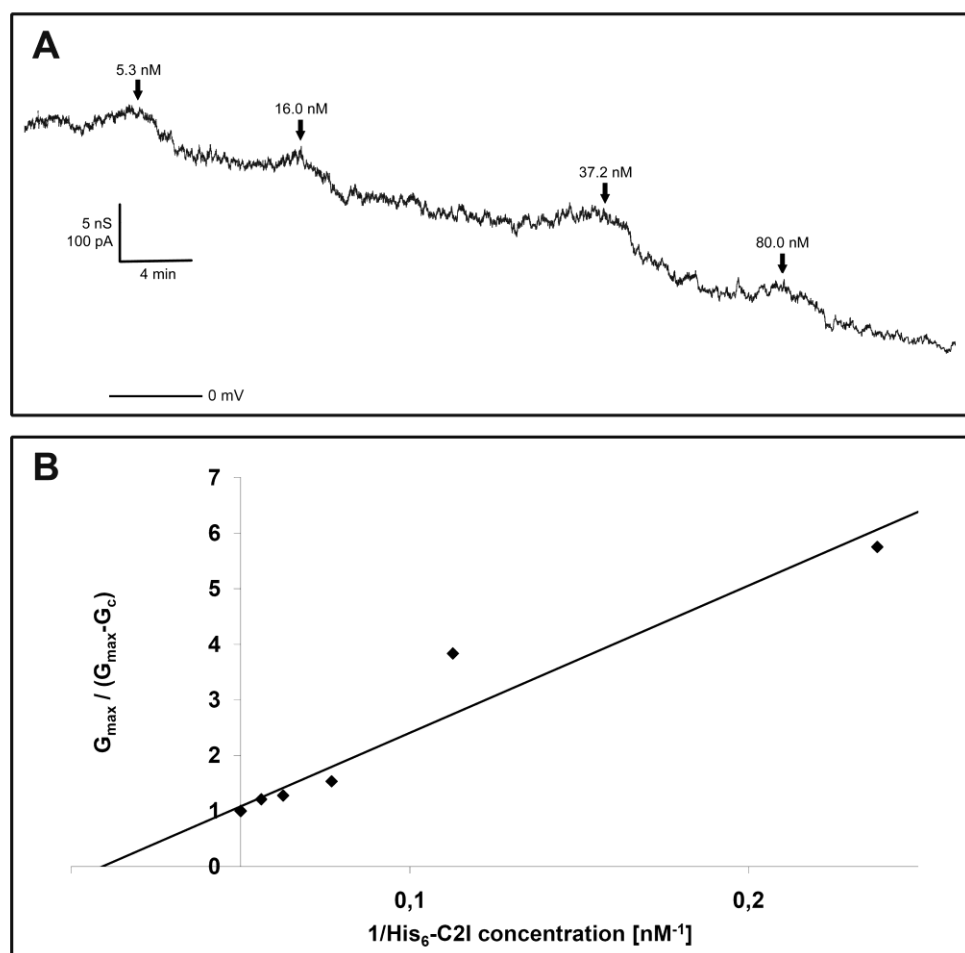 A
5.3 nM
16.0 nM
37.2 nM
80.0 nM
5 nS
100 pA
4 min
0 mV
B
7
6
5
4
3
2
1
0
Gmax / (Gmax-Gc)
0,1
0,2
1/His6-C2I concentration [nM-1]